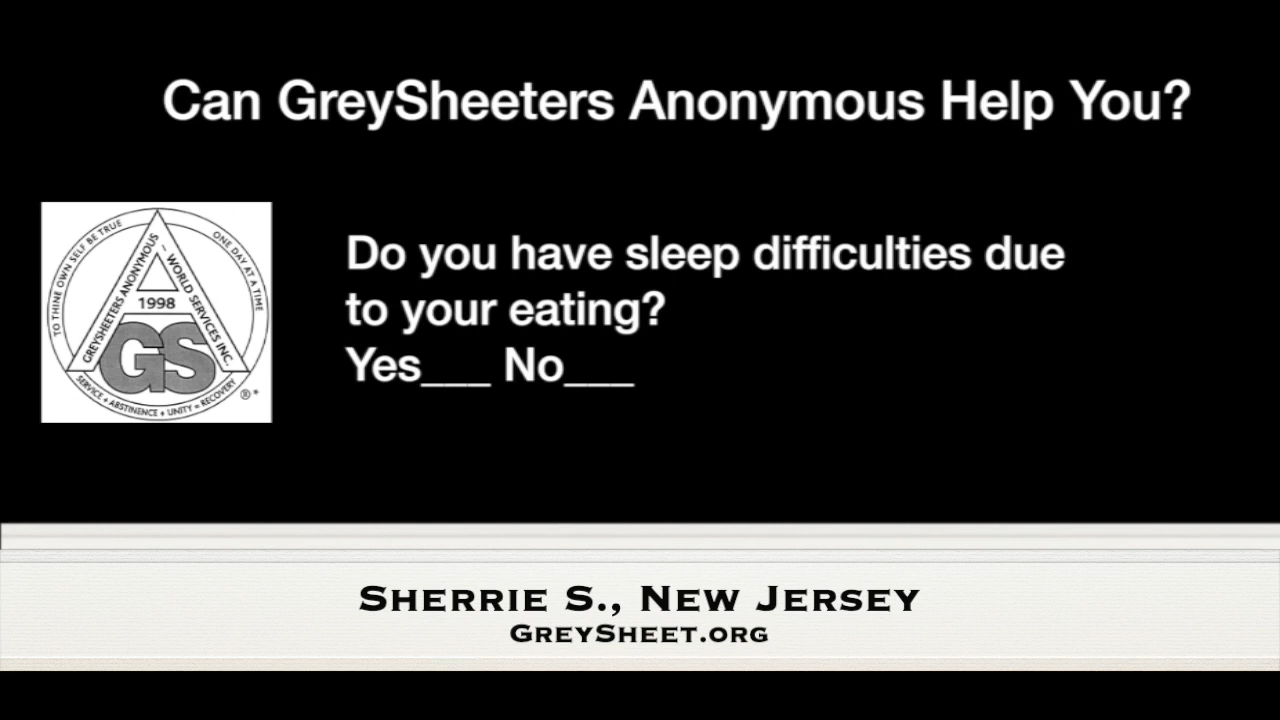 Can GreySheeters Anonymous Help You?
TO THINE OWN SELF BE TRUE
ONE DAY AT A TIME
GREYSHEETERS ANONYMOUS – WORLD SERVICES INC.
1998
GS
SERVICE + ABSTINENCE + UNITY = RECOVERY
®*
Do you have sleep difficulties due
to your eating?
Yes___ No___
SHERRIE S., NEW JERSEY
GREYSHEET.ORG